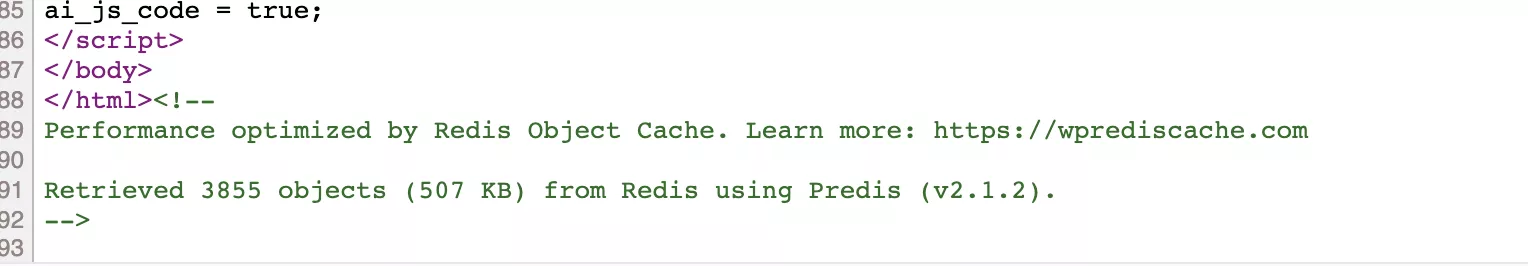 85 ai_js_code = true;
86 </script>
87 </body>
88 </html><!--
89 Performance optimized by Redis Object Cache. Learn more: https://wprediscache.com
90
91 Retrieved 3855 objects (507 KB) from Redis using Predis (v2.1.2).
92 -->
93